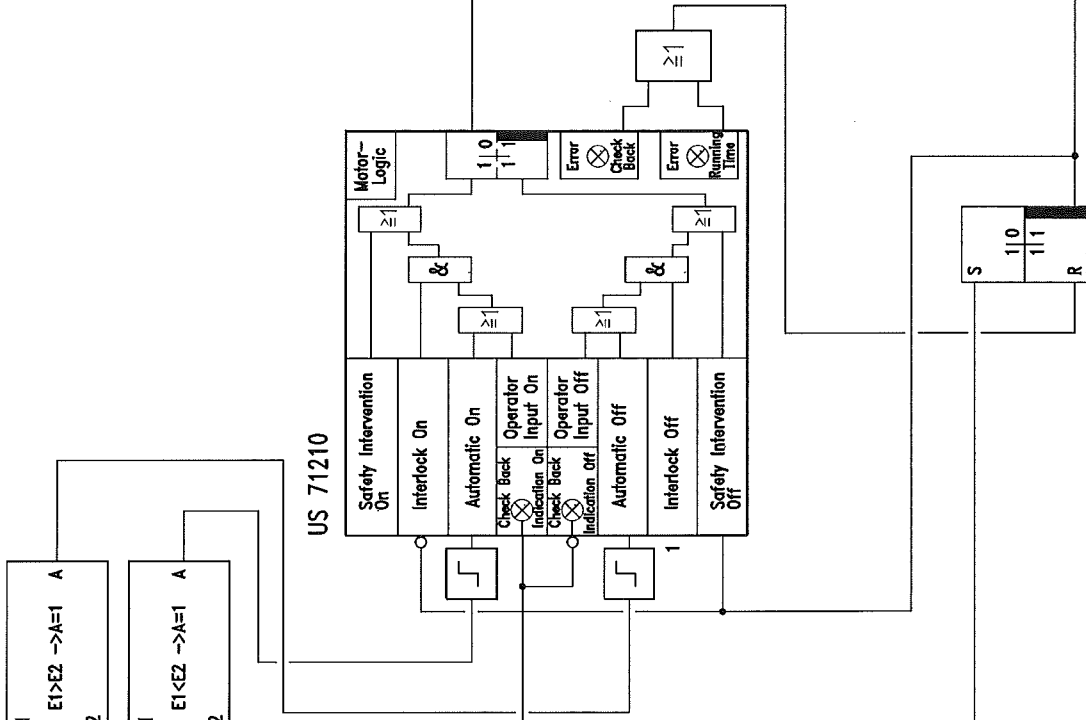 ≥1
Motor-
Logic
1 0
1 1
Error
Check
Back
Error
Running
Time
≥1
≥1
&
&
≥1
≥1
S
1 0
1 1
R
US 71210
Safety Intervention
On
Interlock On
Automatic On
Operator
Input On
Check Back
Indication On
Operator
Input Off
Check Back
Indication Off
Automatic Off
Interlock Off
Safety Intervention
Off
1
E1>E2 ->A=1
A
E1<E2 ->A=1
A